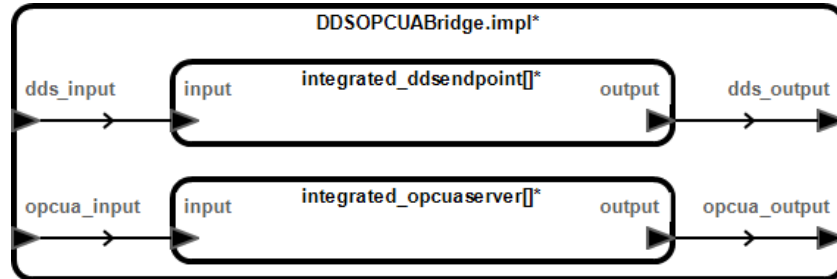 DDSOPCUABridge.impl*
dds_input
input
integrated_ddsendpoint[]*
output
dds_output
opcua_input
input
integrated_opcuaserver[]*
output
opcua_output